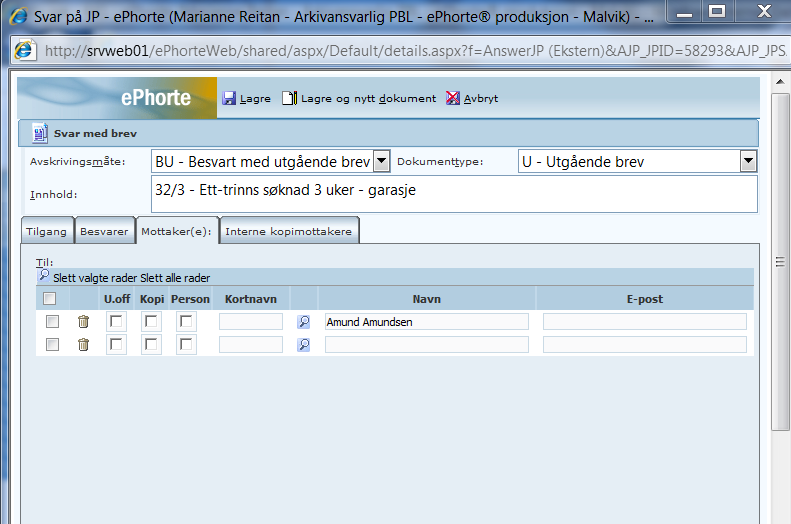 Svar på JP - ePhorte (Marianne Reitan - Arkivansvarlig PBL - ePhorte® produksjon - Malvik) - ...
http://srvweb01/ePhorteWeb/shared/aspx/Default/details.aspx?f=AnswerJP (Ekstern)&AJP_JPID=58293&AJP_JPS
ePhorte Lagre Lagre og nytt dokument Avbryt
Svar med brev
Avskrivingsmåte: BU - Besvart med utgående brev Dokumenttype: U - Utgående brev
Innhold: 32/3 - Ett-trinns søknad 3 uker - garasje
Tilgang Besvarer Mottaker(e): Interne kopimottakere
Til:
Slett valgte rader Slett alle rader
U.off Kopi Person Kortnavn Navn E-post
Amund Amundsen